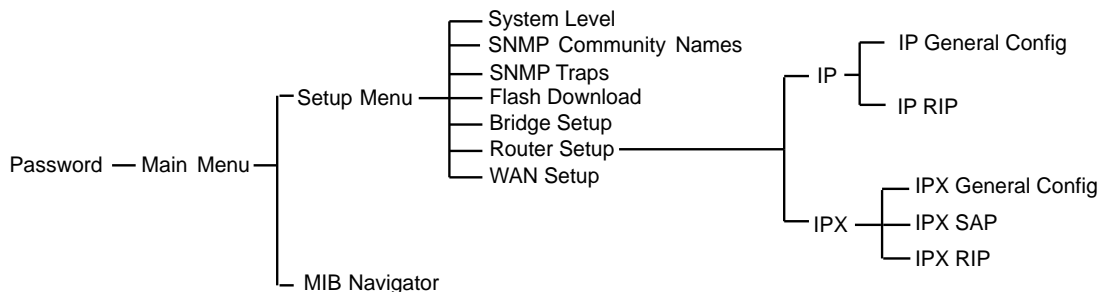 System Level
SNMP Community Names
IP General Config
SNMP Traps
IP
Setup Menu
Flash Download
IP RIP
Bridge Setup
Router Setup
Password
Main Menu
WAN Setup
IPX General Config
IPX
IPX SAP
IPX RIP
MIB Navigator